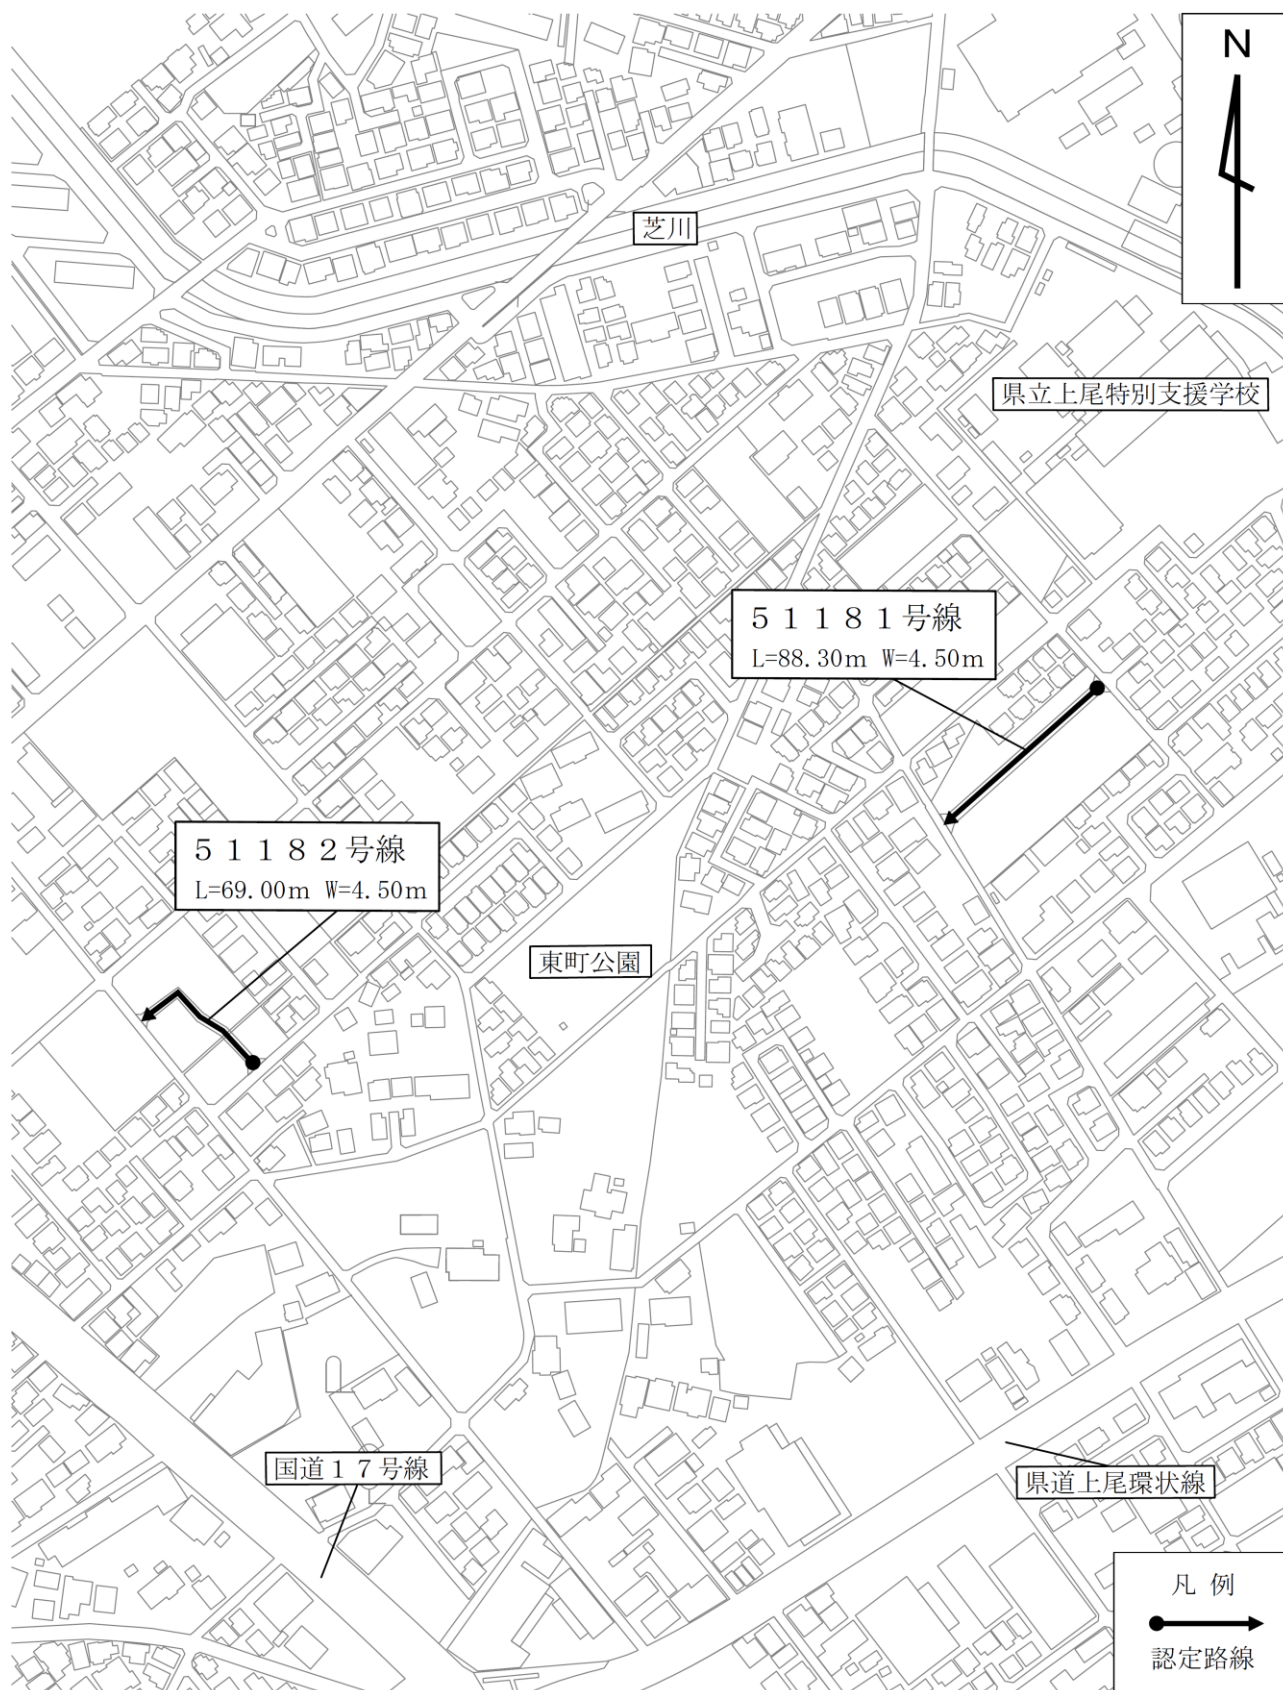 N
芝川
県立上尾特別支援学校
５１１８１号線
L=88.30m W=4.50m
５１１８２号線
L=69.00m W=4.50m
東町公園
国道１７号線
県道上尾環状線
凡 例
認定路線